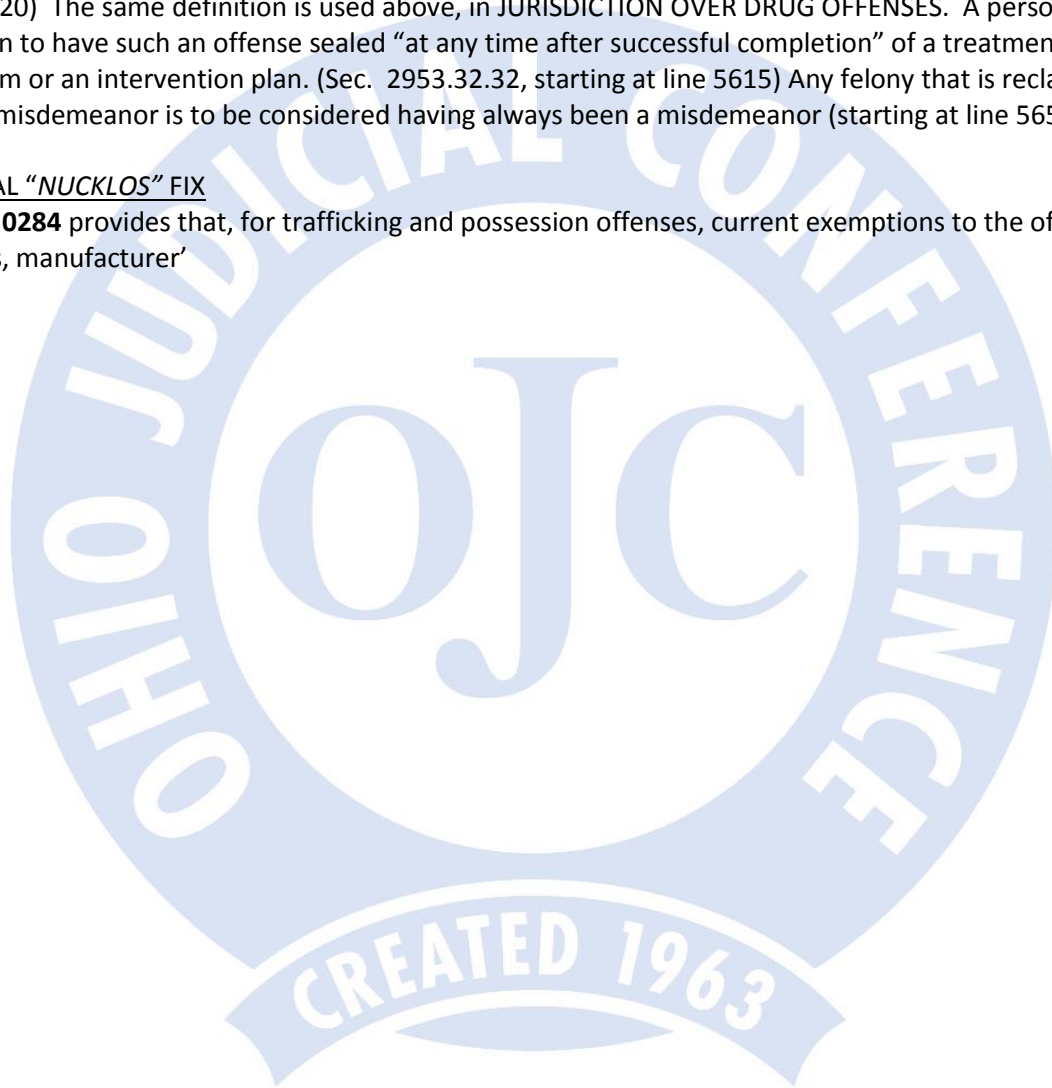 20) The same definition is used above, in JURISDICTION OVER DRUG OFFENSES. A perso
n to have such an offense sealed “at any time after successful completion” of a treatmen
m or an intervention plan. (Sec. 2953.32.32, starting at line 5615) Any felony that is recla
misdemeanor is to be considered having always been a misdemeanor (starting at line 565
AL “NUCKLOS” FIX
0284 provides that, for trafficking and possession offenses, current exemptions to the of
s, manufacturer’
OHIO JUDICIAL CONFERENCE
OJC
CREATED 1963